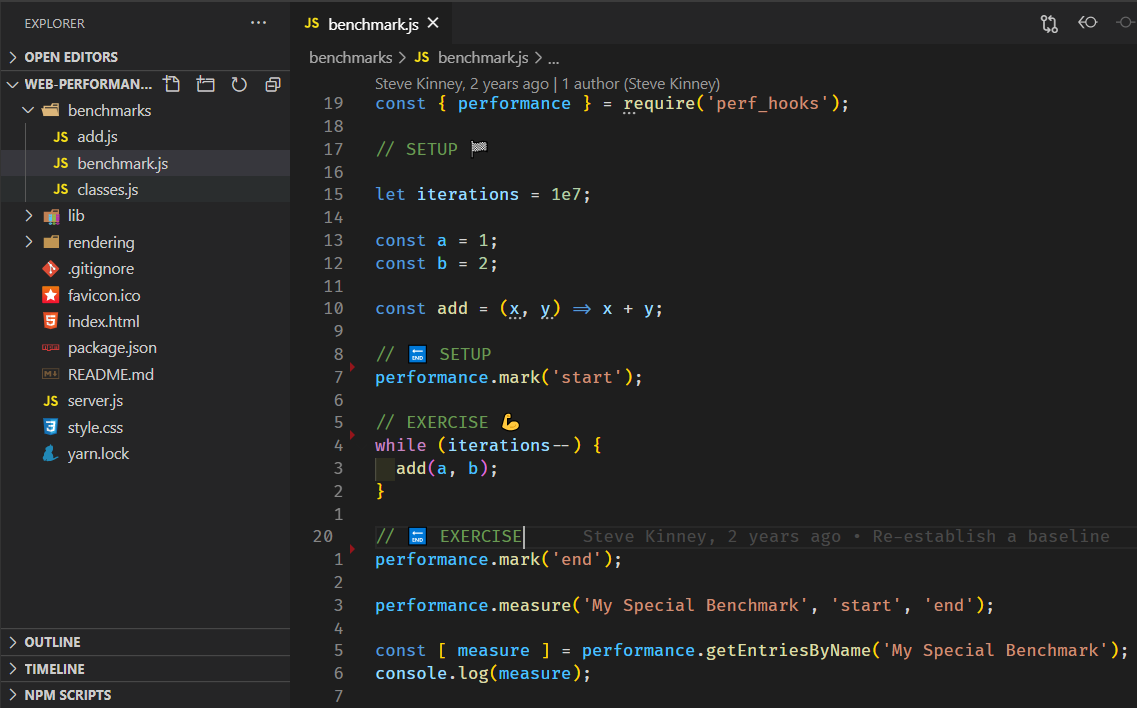 EXPLORER
···
OPEN EDITORS
WEB-PERFORMAN...
benchmarks
JS add.js
JS benchmark.js
JS classes.js
lib
rendering
.gitignore
favicon.ico
index.html
package.json
README.md
JS server.js
style.css
yarn.lock
OUTLINE
TIMELINE
NPM SCRIPTS
JS benchmark.js
benchmarks > JS benchmark.js > ...
Steve Kinney, 2 years ago | 1 author (Steve Kinney)
19 const { performance } = require('perf_hooks');
18
17 // SETUP 🏁
16
15 let iterations = 1e7;
14
13 const a = 1;
12 const b = 2;
11
10 const add = (x, y) => x + y;
9
8 // 🔚 SETUP
7 performance.mark('start');
6
5 // EXERCISE 💪
4 while (iterations--) {
3 add(a, b);
2 }
1
20 // 🔚 EXERCISE Steve Kinney, 2 years ago • Re-establish a baseline
1 performance.mark('end');
2
3 performance.measure('My Special Benchmark', 'start', 'end');
4
5 const [ measure ] = performance.getEntriesByName('My Special Benchmark');
6 console.log(measure);
7